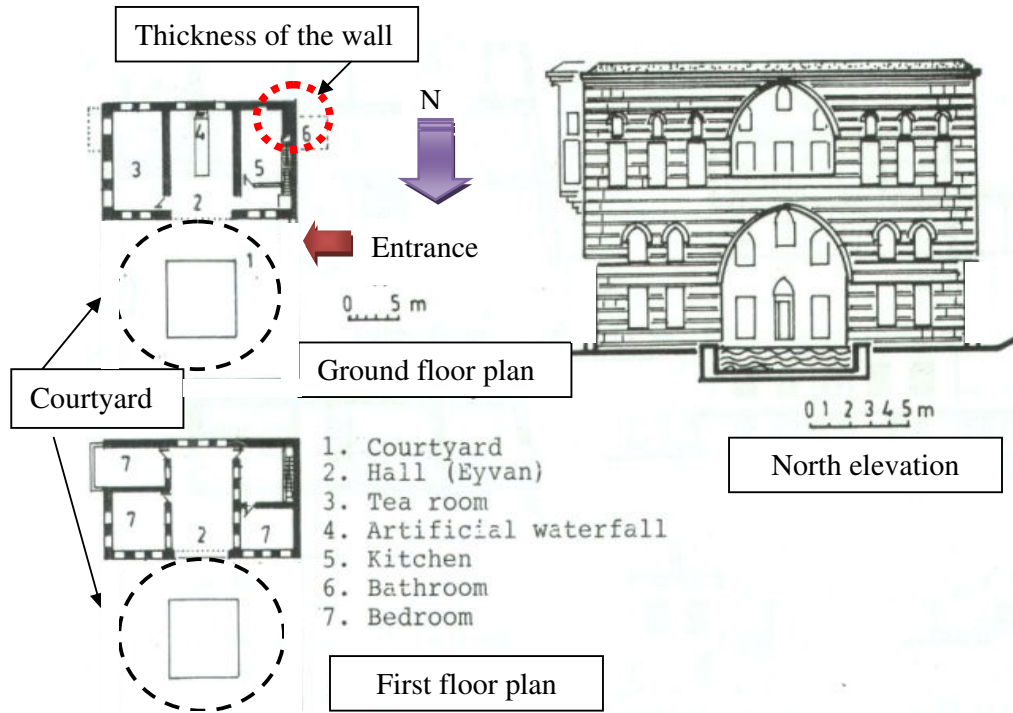 Thickness of the wall
N
3
4
5
6
2
1
Entrance
0 5 m
Ground floor plan
Courtyard
0 1 2 3 4 5 m
North elevation
7
7
2
7
1. Courtyard
2. Hall (Eyvan)
3. Tea room
4. Artificial waterfall
5. Kitchen
6. Bathroom
7. Bedroom
First floor plan